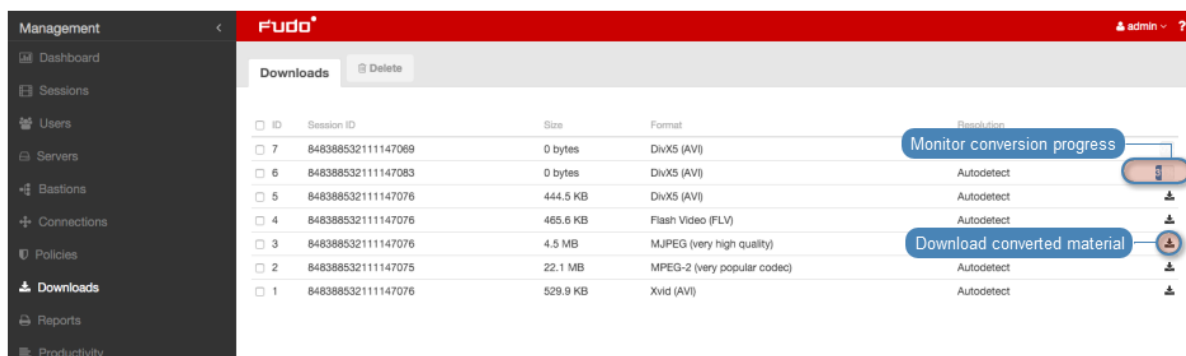 Management <
FUDO
admin ?
Dashboard
Downloads Delete
Sessions
Users
ID Session ID Size Format Resolution
Monitor conversion progress
7 848388532111147069 0 bytes DivX5 (AVI)
Servers
6 848388532111147083 0 bytes DivX5 (AVI) Autodetect
Bastions
5 848388532111147076 444.5 KB DivX5 (AVI) Autodetect
Connections
4 848388532111147076 465.6 KB Flash Video (FLV) Autodetect
Policies
3 848388532111147076 4.5 MB MJPEG (very high quality)
Download converted material
2 848388532111147075 22.1 MB MPEG-2 (very popular codec) Autodetect
Downloads
1 848388532111147076 529.9 KB Xvid (AVI) Autodetect
Reports
Productivity